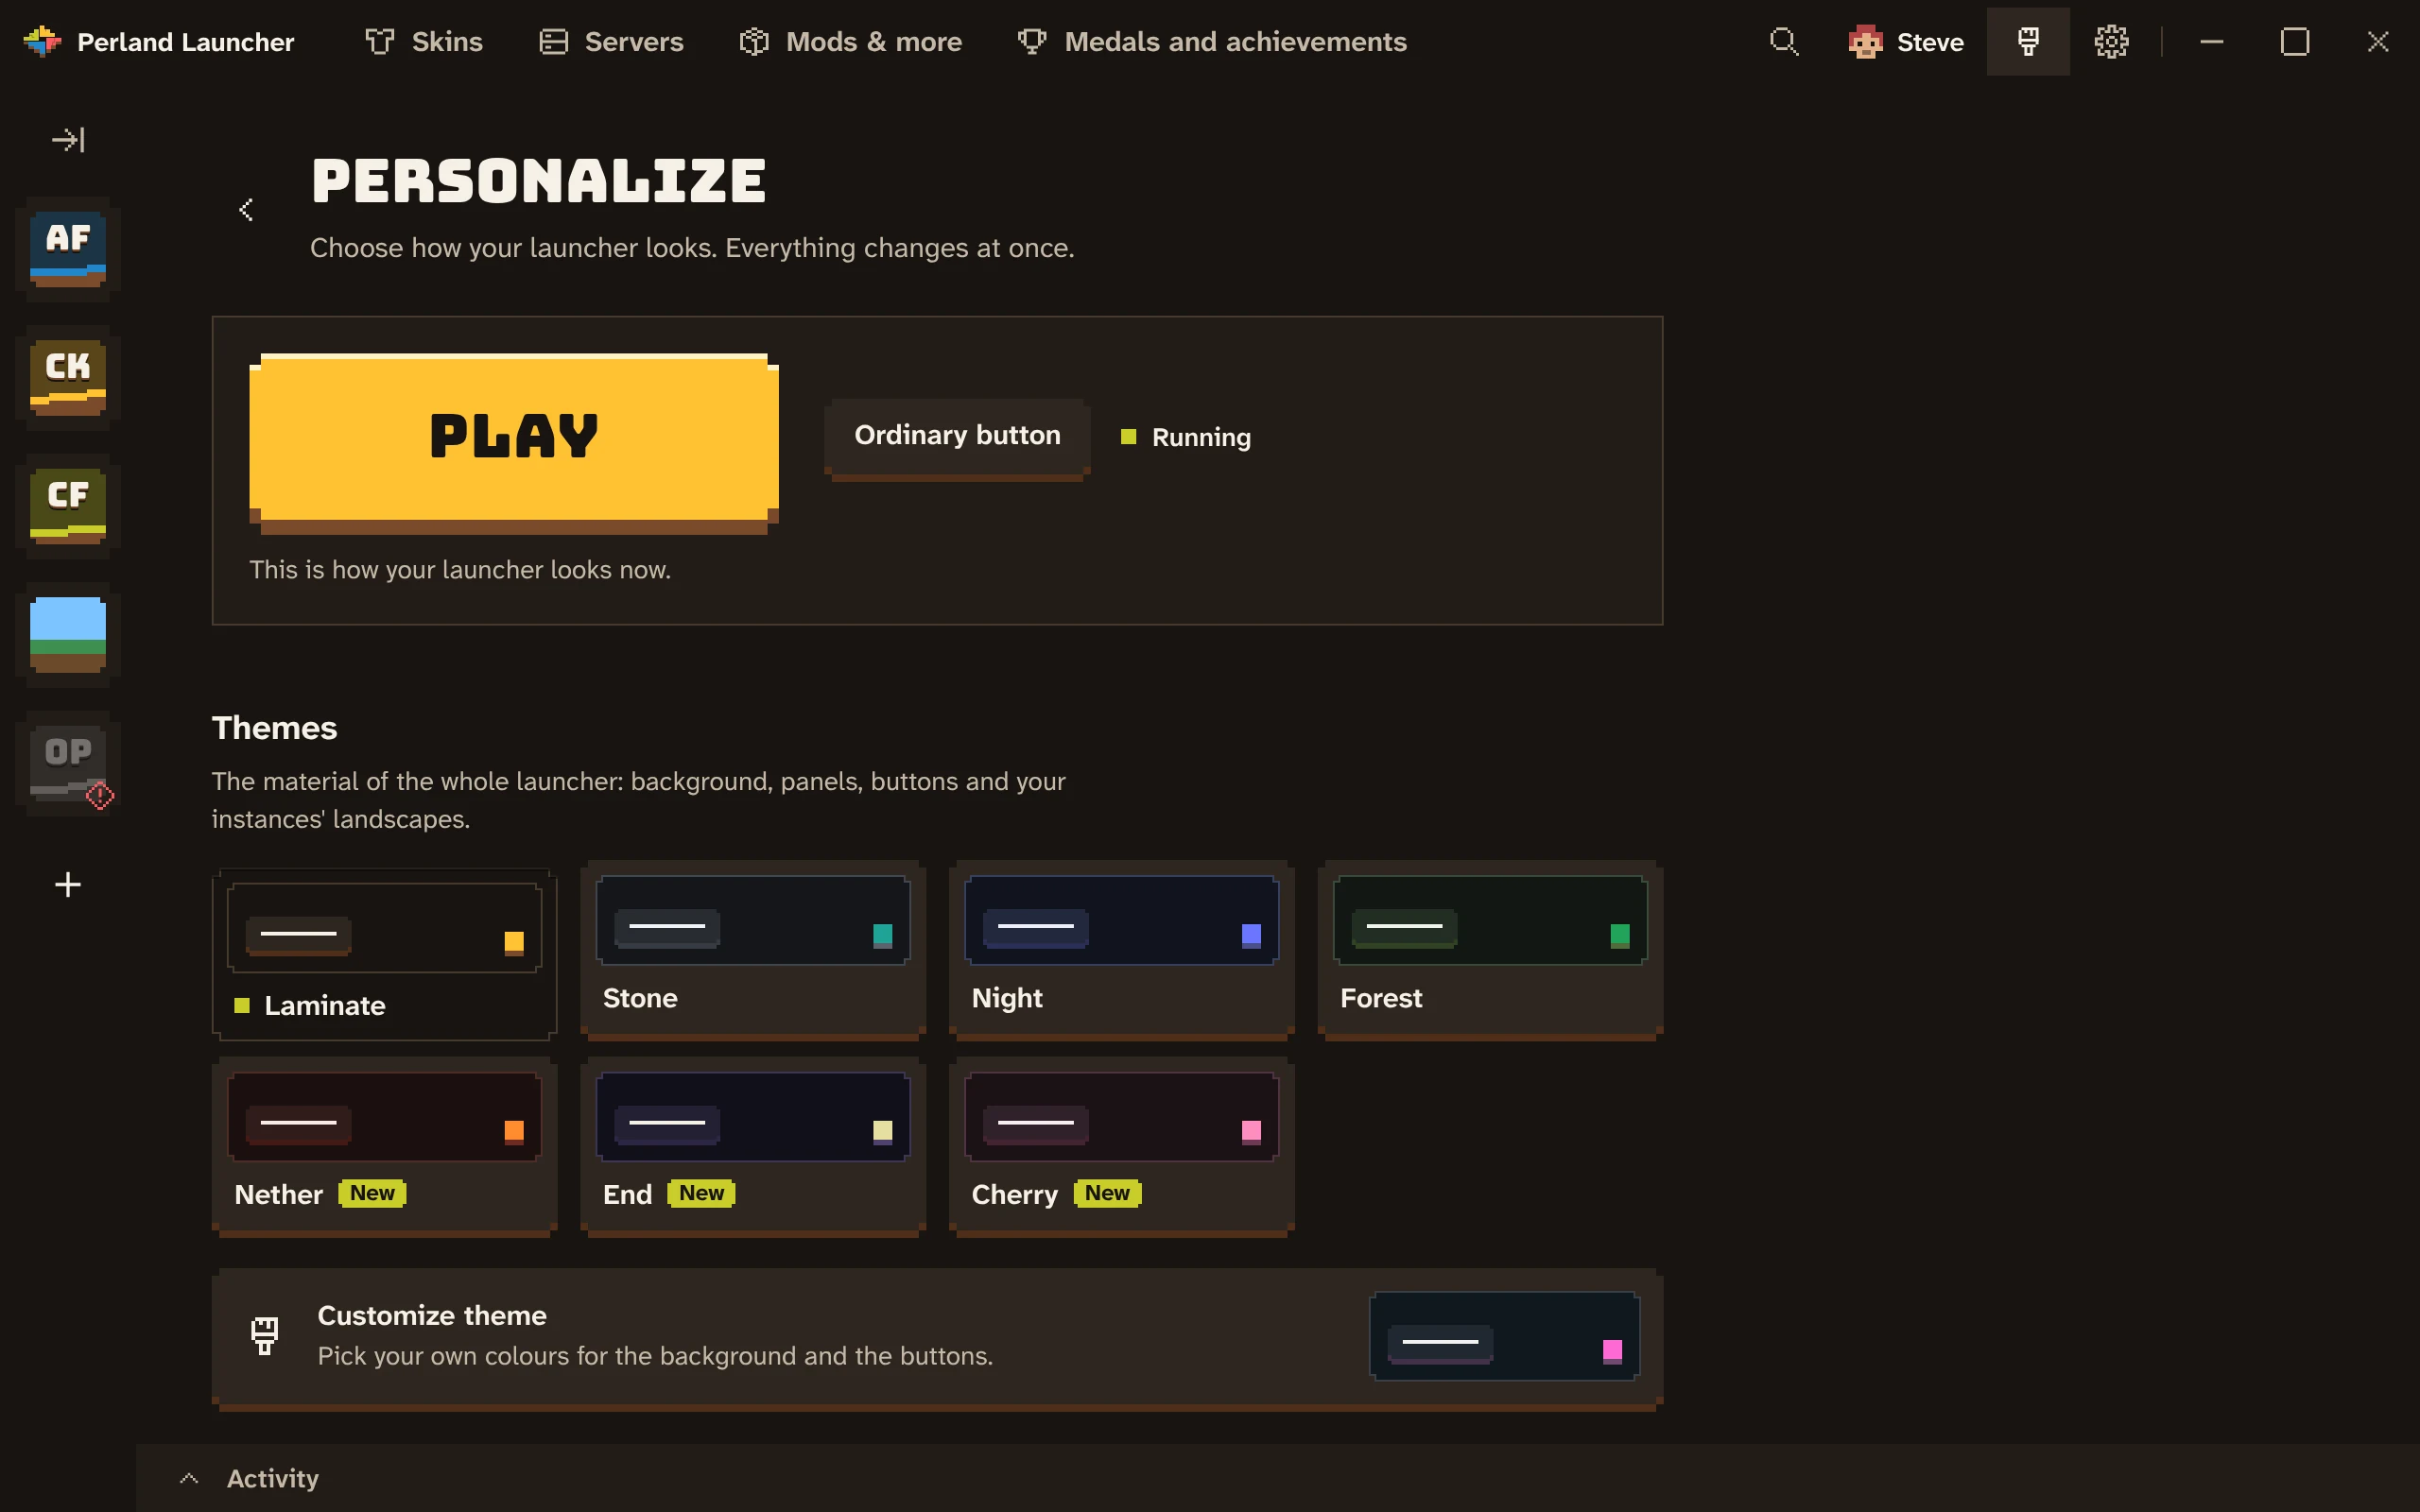 Perland Launcher
Skins
Servers
Mods & more
Medals and achievements
Steve
PERSONALIZE
Choose how your launcher looks. Everything changes at once.
AF
CK
CF
OP
PLAY
Ordinary button
Running
This is how your launcher looks now.
Themes
The material of the whole launcher: background, panels, buttons and your
instances' landscapes.
Laminate
Stone
Night
Forest
Nether New
End New
Cherry New
Customize theme
Pick your own colours for the background and the buttons.
Activity